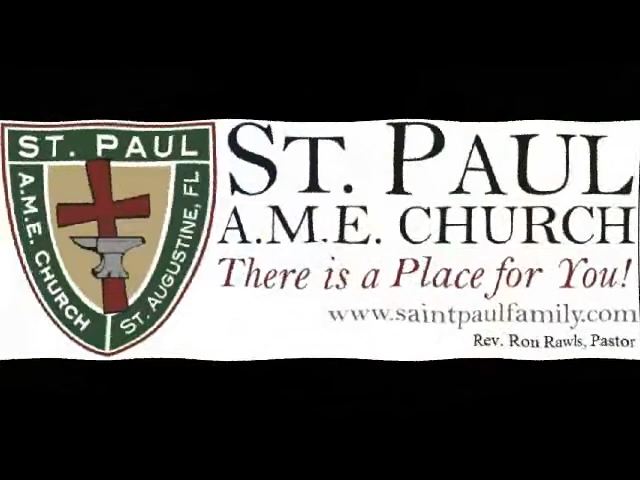 ST. PAUL
A.M.E. CHURCH
ST. AUGUSTINE, FL
ST. PAUL
A.M.E. CHURCH
There is a Place for You!
www.saintpaulfamily.com
Rev. Ron Rawls, Pastor